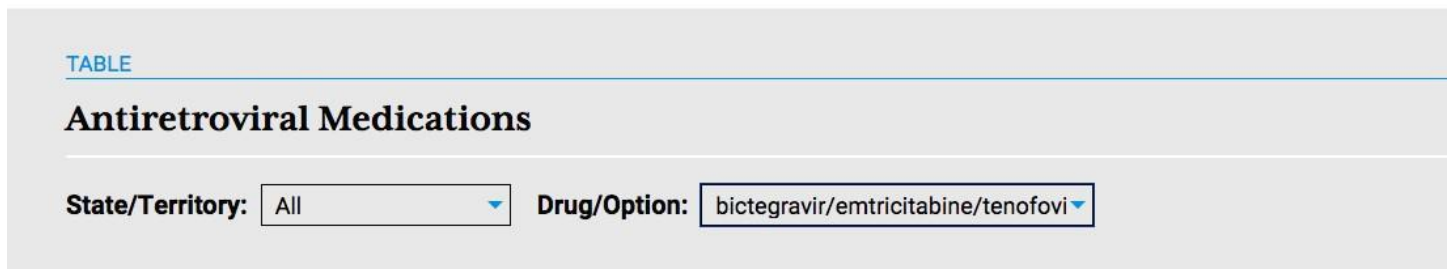 TABLE
Antiretroviral Medications
State/Territory: All Drug/Option: bictegravir/emtricitabine/tenofovi